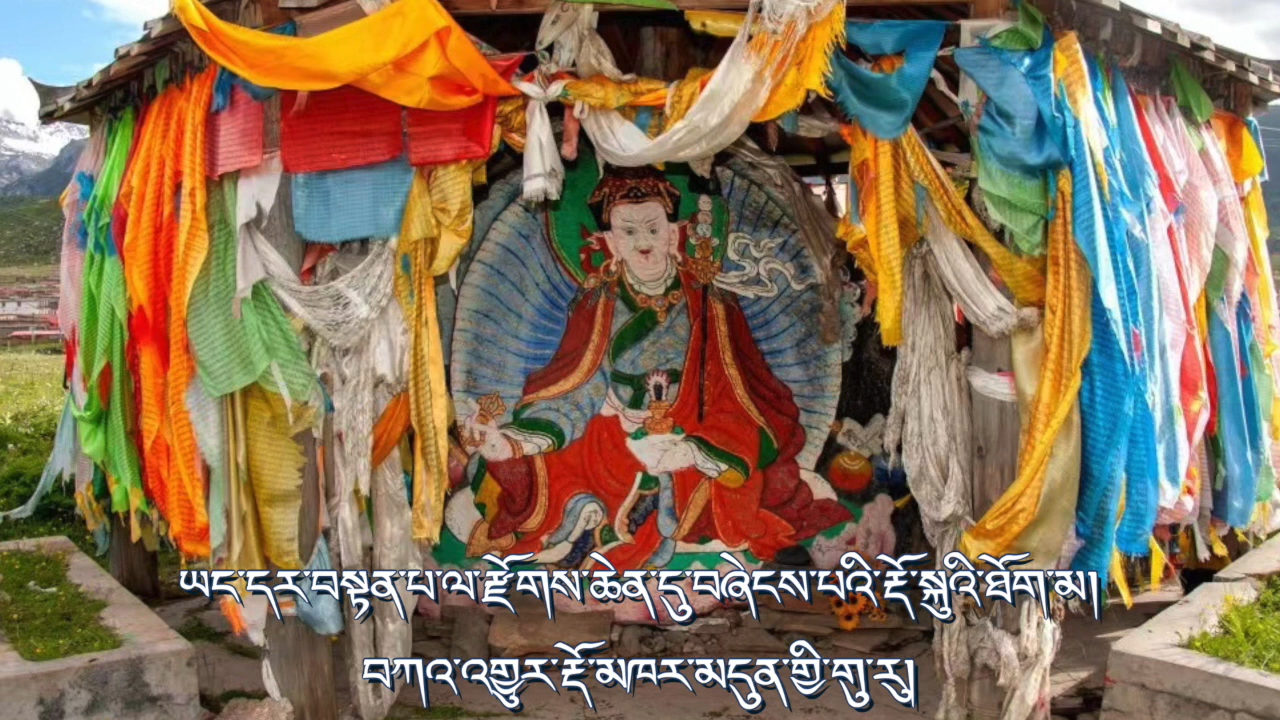 ཡང་དར་བསྟན་པ་ལ་རྫོགས་ཆེན་དུ་བཞེངས་པའི་རྡོ་སྐུའི་ཐོག་མ།
བཀའ་འགྱུར་རྡོ་མཁར་མདུན་གྱི་གུ་རུ།